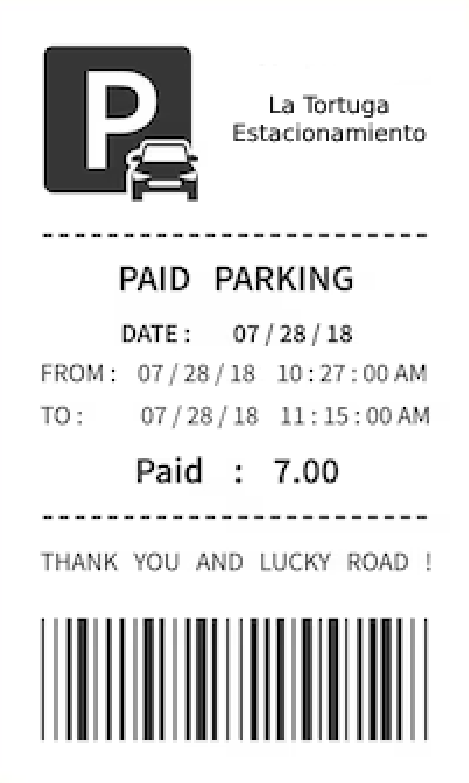 P
La Tortuga
Estacionamiento
PAID PARKING
DATE : 07 / 28 / 18
FROM : 07 / 28 / 18 10 : 27 : 00 AM
TO : 07 / 28 / 18 11 : 15 : 00 AM
Paid : 7.00
THANK YOU AND LUCKY ROAD !